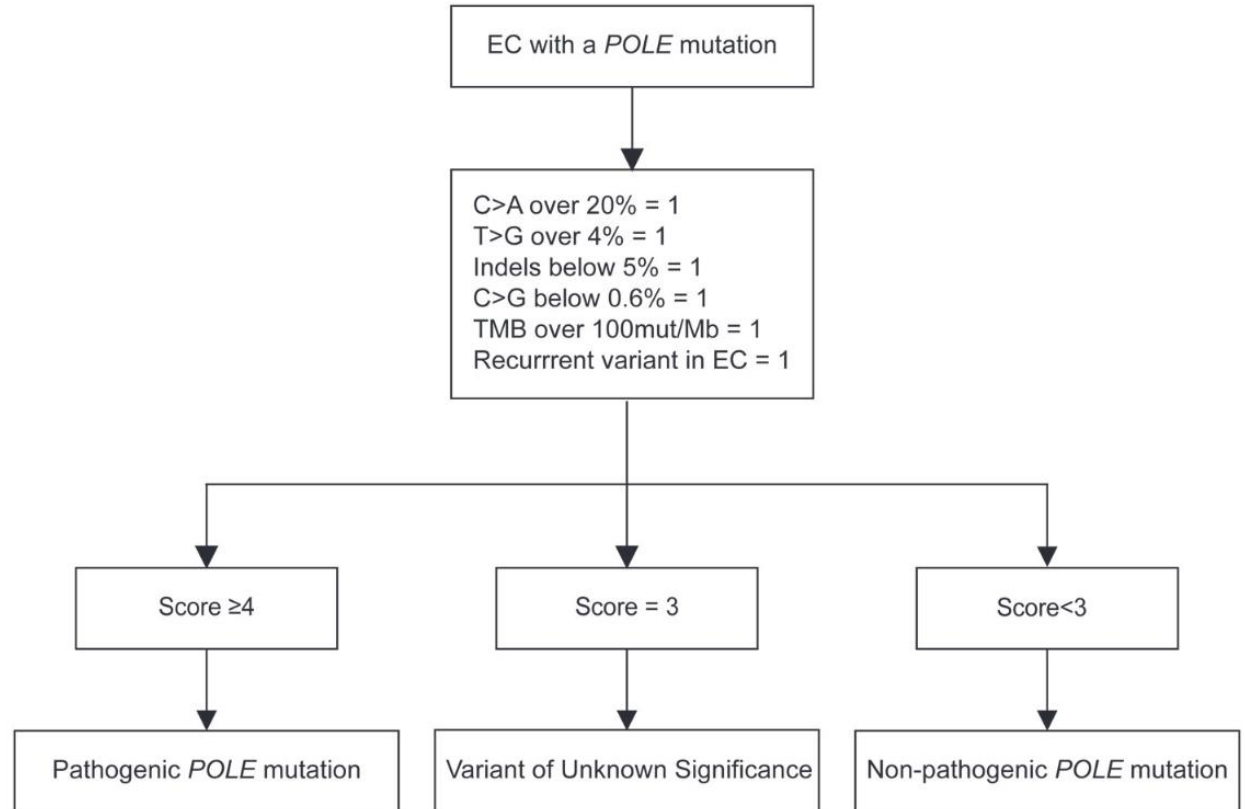 EC with a POLE mutation
C>A over 20% = 1
T>G over 4% = 1
Indels below 5% = 1
C>G below 0.6% = 1
TMB over 100mut/Mb = 1
Recurrrent variant in EC = 1
Score ≥4
Score = 3
Score<3
Pathogenic POLE mutation
Variant of Unknown Significance
Non-pathogenic POLE mutation